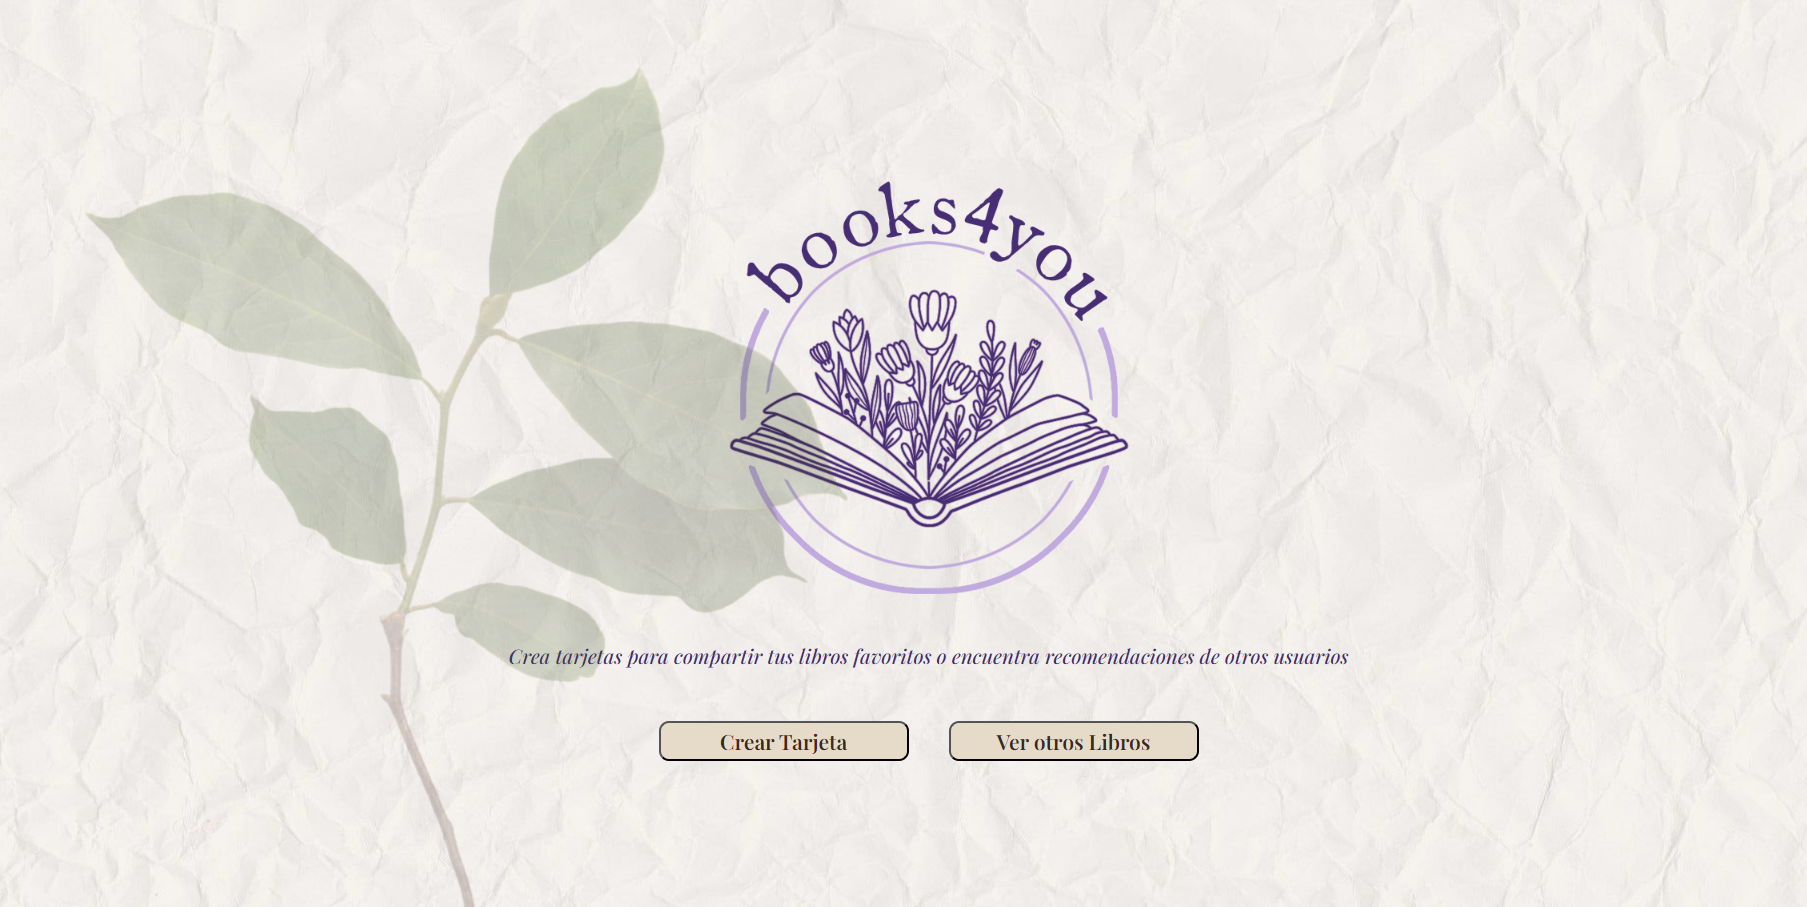 books4you
Crea tarjetas para compartir tus libros favoritos o encuentra recomendaciones de otros usuarios
Crear Tarjeta
Ver otros Libros